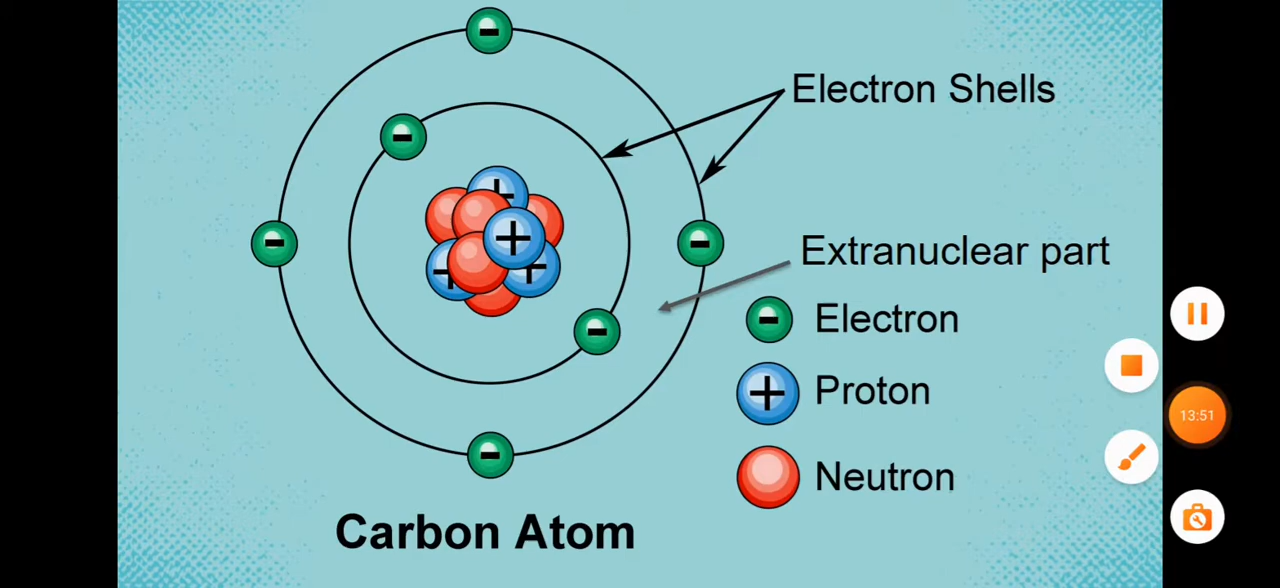 Electron Shells
Extranuclear part
Electron
Proton
Neutron
13:51
Carbon Atom